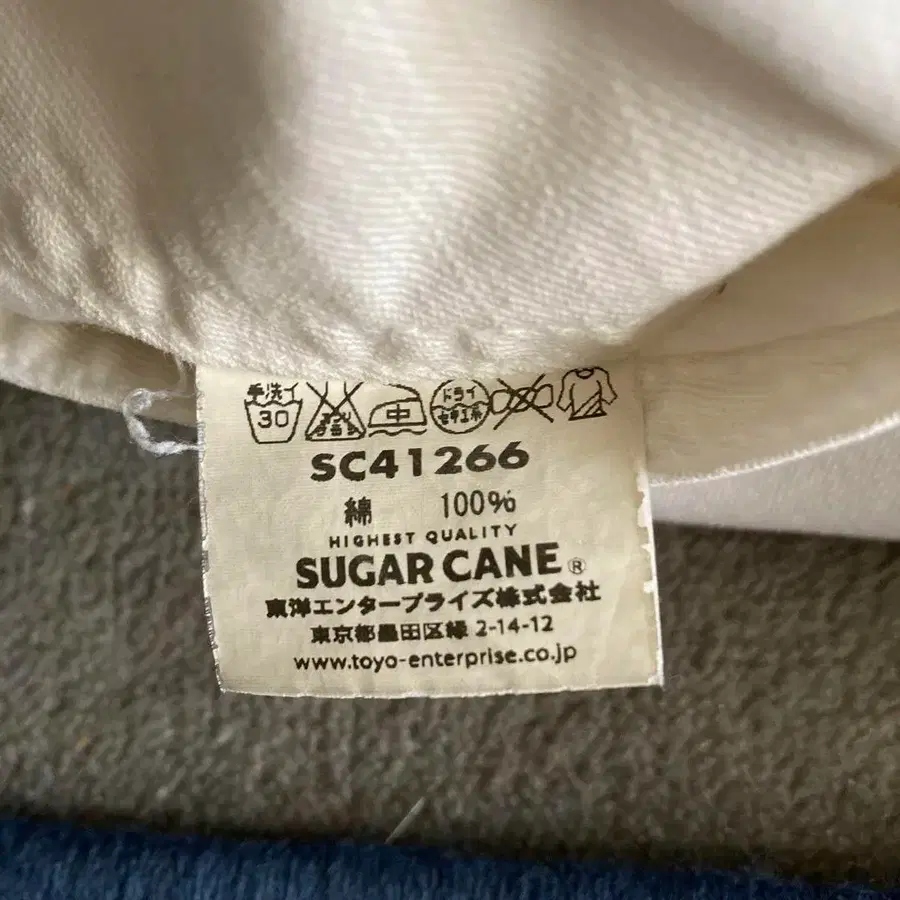 手洗イ
30
中
ドライ
SC41266
綿 100%
HIGHEST QUALITY
SUGAR CANE®
東洋エンタープライズ株式会社
東京都墨田区緑 2-14-12
www.toyo-enterprise.co.jp